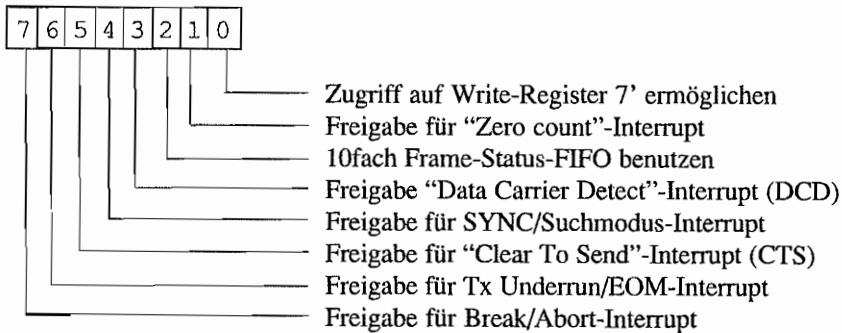 7 6 5 4 3 2 1 0
Zugriff auf Write-Register 7’ ermöglichen
Freigabe für “Zero count”-Interrupt
10fach Frame-Status-FIFO benutzen
Freigabe “Data Carrier Detect”-Interrupt (DCD)
Freigabe für SYNC/Suchmodus-Interrupt
Freigabe für “Clear To Send”-Interrupt (CTS)
Freigabe für Tx Underrun/EOM-Interrupt
Freigabe für Break/Abort-Interrupt